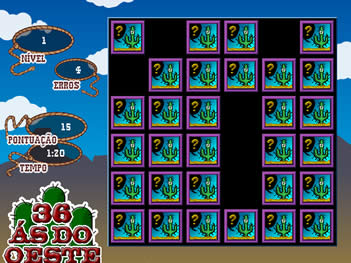 1
NÍVEL
4
ERROS
15
PONTUAÇÃO
1:20
TEMPO
36
ÁS DO
OESTE
? ? ? ?
? ? ? ? ?
? ? ? ? ?
? ? ? ? ?
? ? ? ? ?
? ? ? ? ? ?